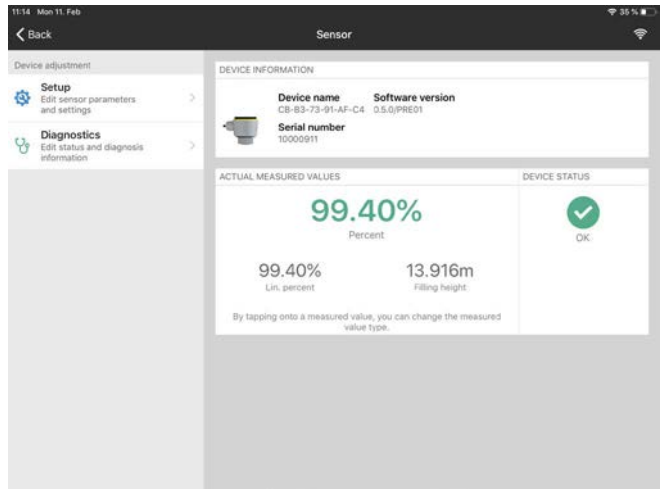 11:14 Mon 11. Feb
35 %
Back
Sensor
Device adjustment
Setup
Edit sensor parameters
and settings
Diagnostics
Edit status and diagnosis
information
DEVICE INFORMATION
Device name
CB-B3-73-91-AF-C4
Software version
0.5.0/PRE01
Serial number
10000911
ACTUAL MEASURED VALUES
99.40%
Percent
99.40%
Lin. percent
13.916m
Filling height
By tapping onto a measured value, you can change the measured
value type.
DEVICE STATUS
OK